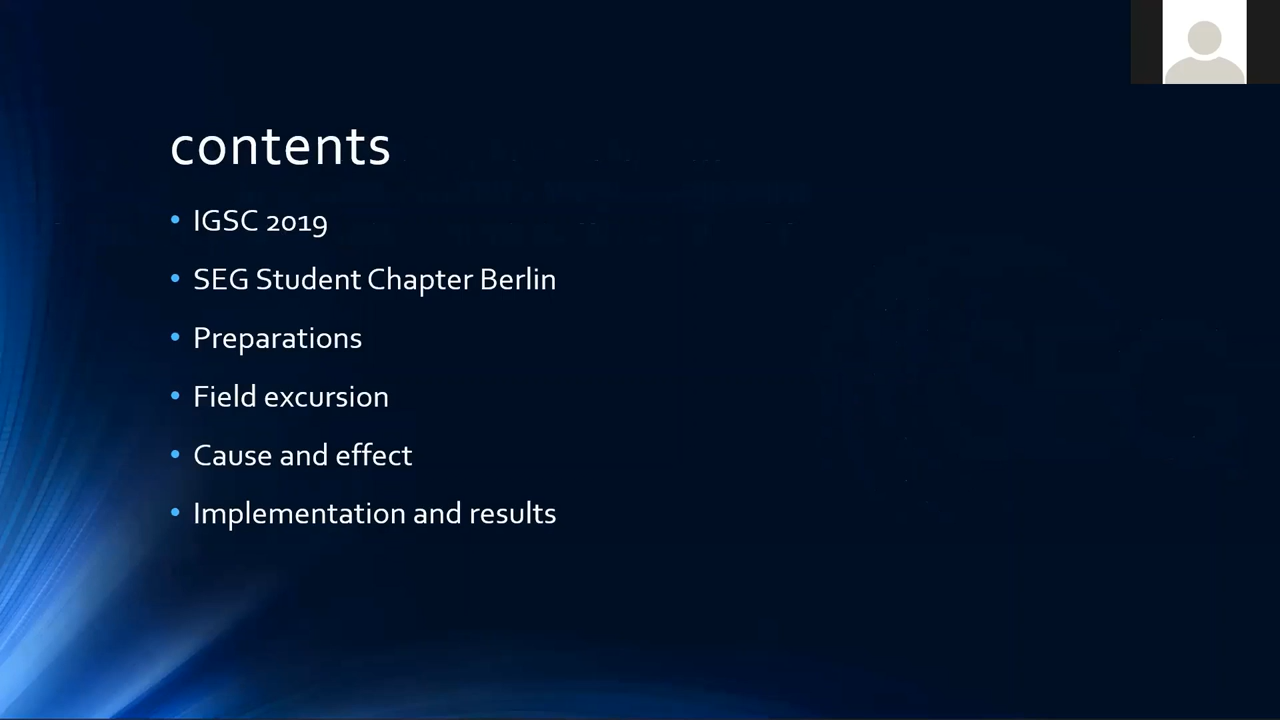 contents
• IGSC 2019
• SEG Student Chapter Berlin
• Preparations
• Field excursion
• Cause and effect
• Implementation and results